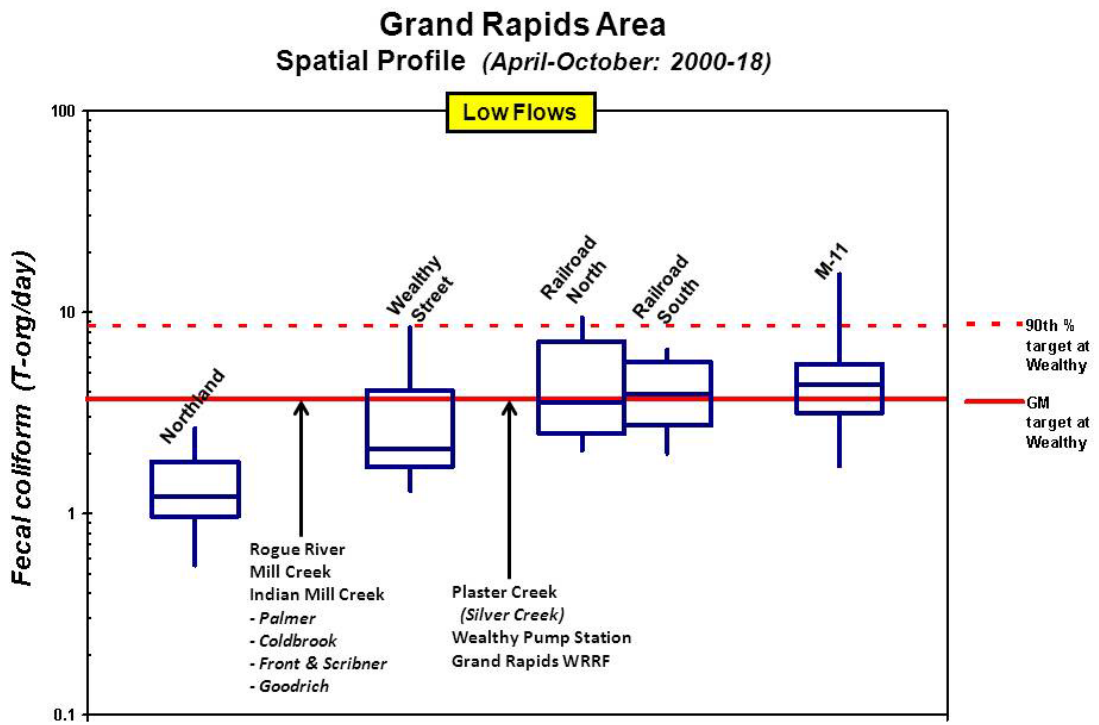 Grand Rapids Area
Spatial Profile (April-October: 2000-18)
Low Flows
100
10
1
0.1
Fecal coliform (T-org/day)
Northland
Wealthy
Street
Railroad
North
Railroad
South
M-11
90th %
target at
Wealthy
GM
target at
Wealthy
Rogue River
Mill Creek
Indian Mill Creek
- Palmer
- Coldbrook
- Front & Scribner
- Goodrich
Plaster Creek
(Silver Creek)
Wealthy Pump Station
Grand Rapids WRRF